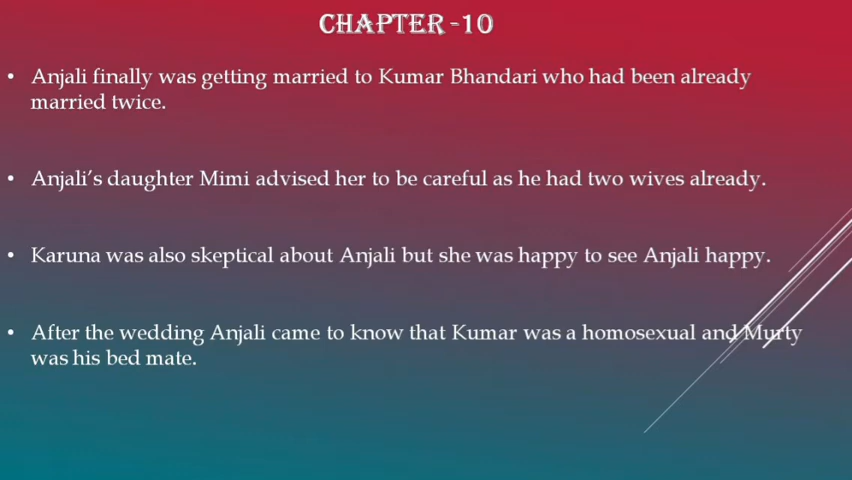 CHAPTER -10
• Anjali finally was getting married to Kumar Bhandari who had been already
married twice.
• Anjali's daughter Mimi advised her to be careful as he had two wives already.
• Karuna was also skeptical about Anjali but she was happy to see Anjali happy.
• After the wedding Anjali came to know that Kumar was a homosexual and Murty
was his bed mate.